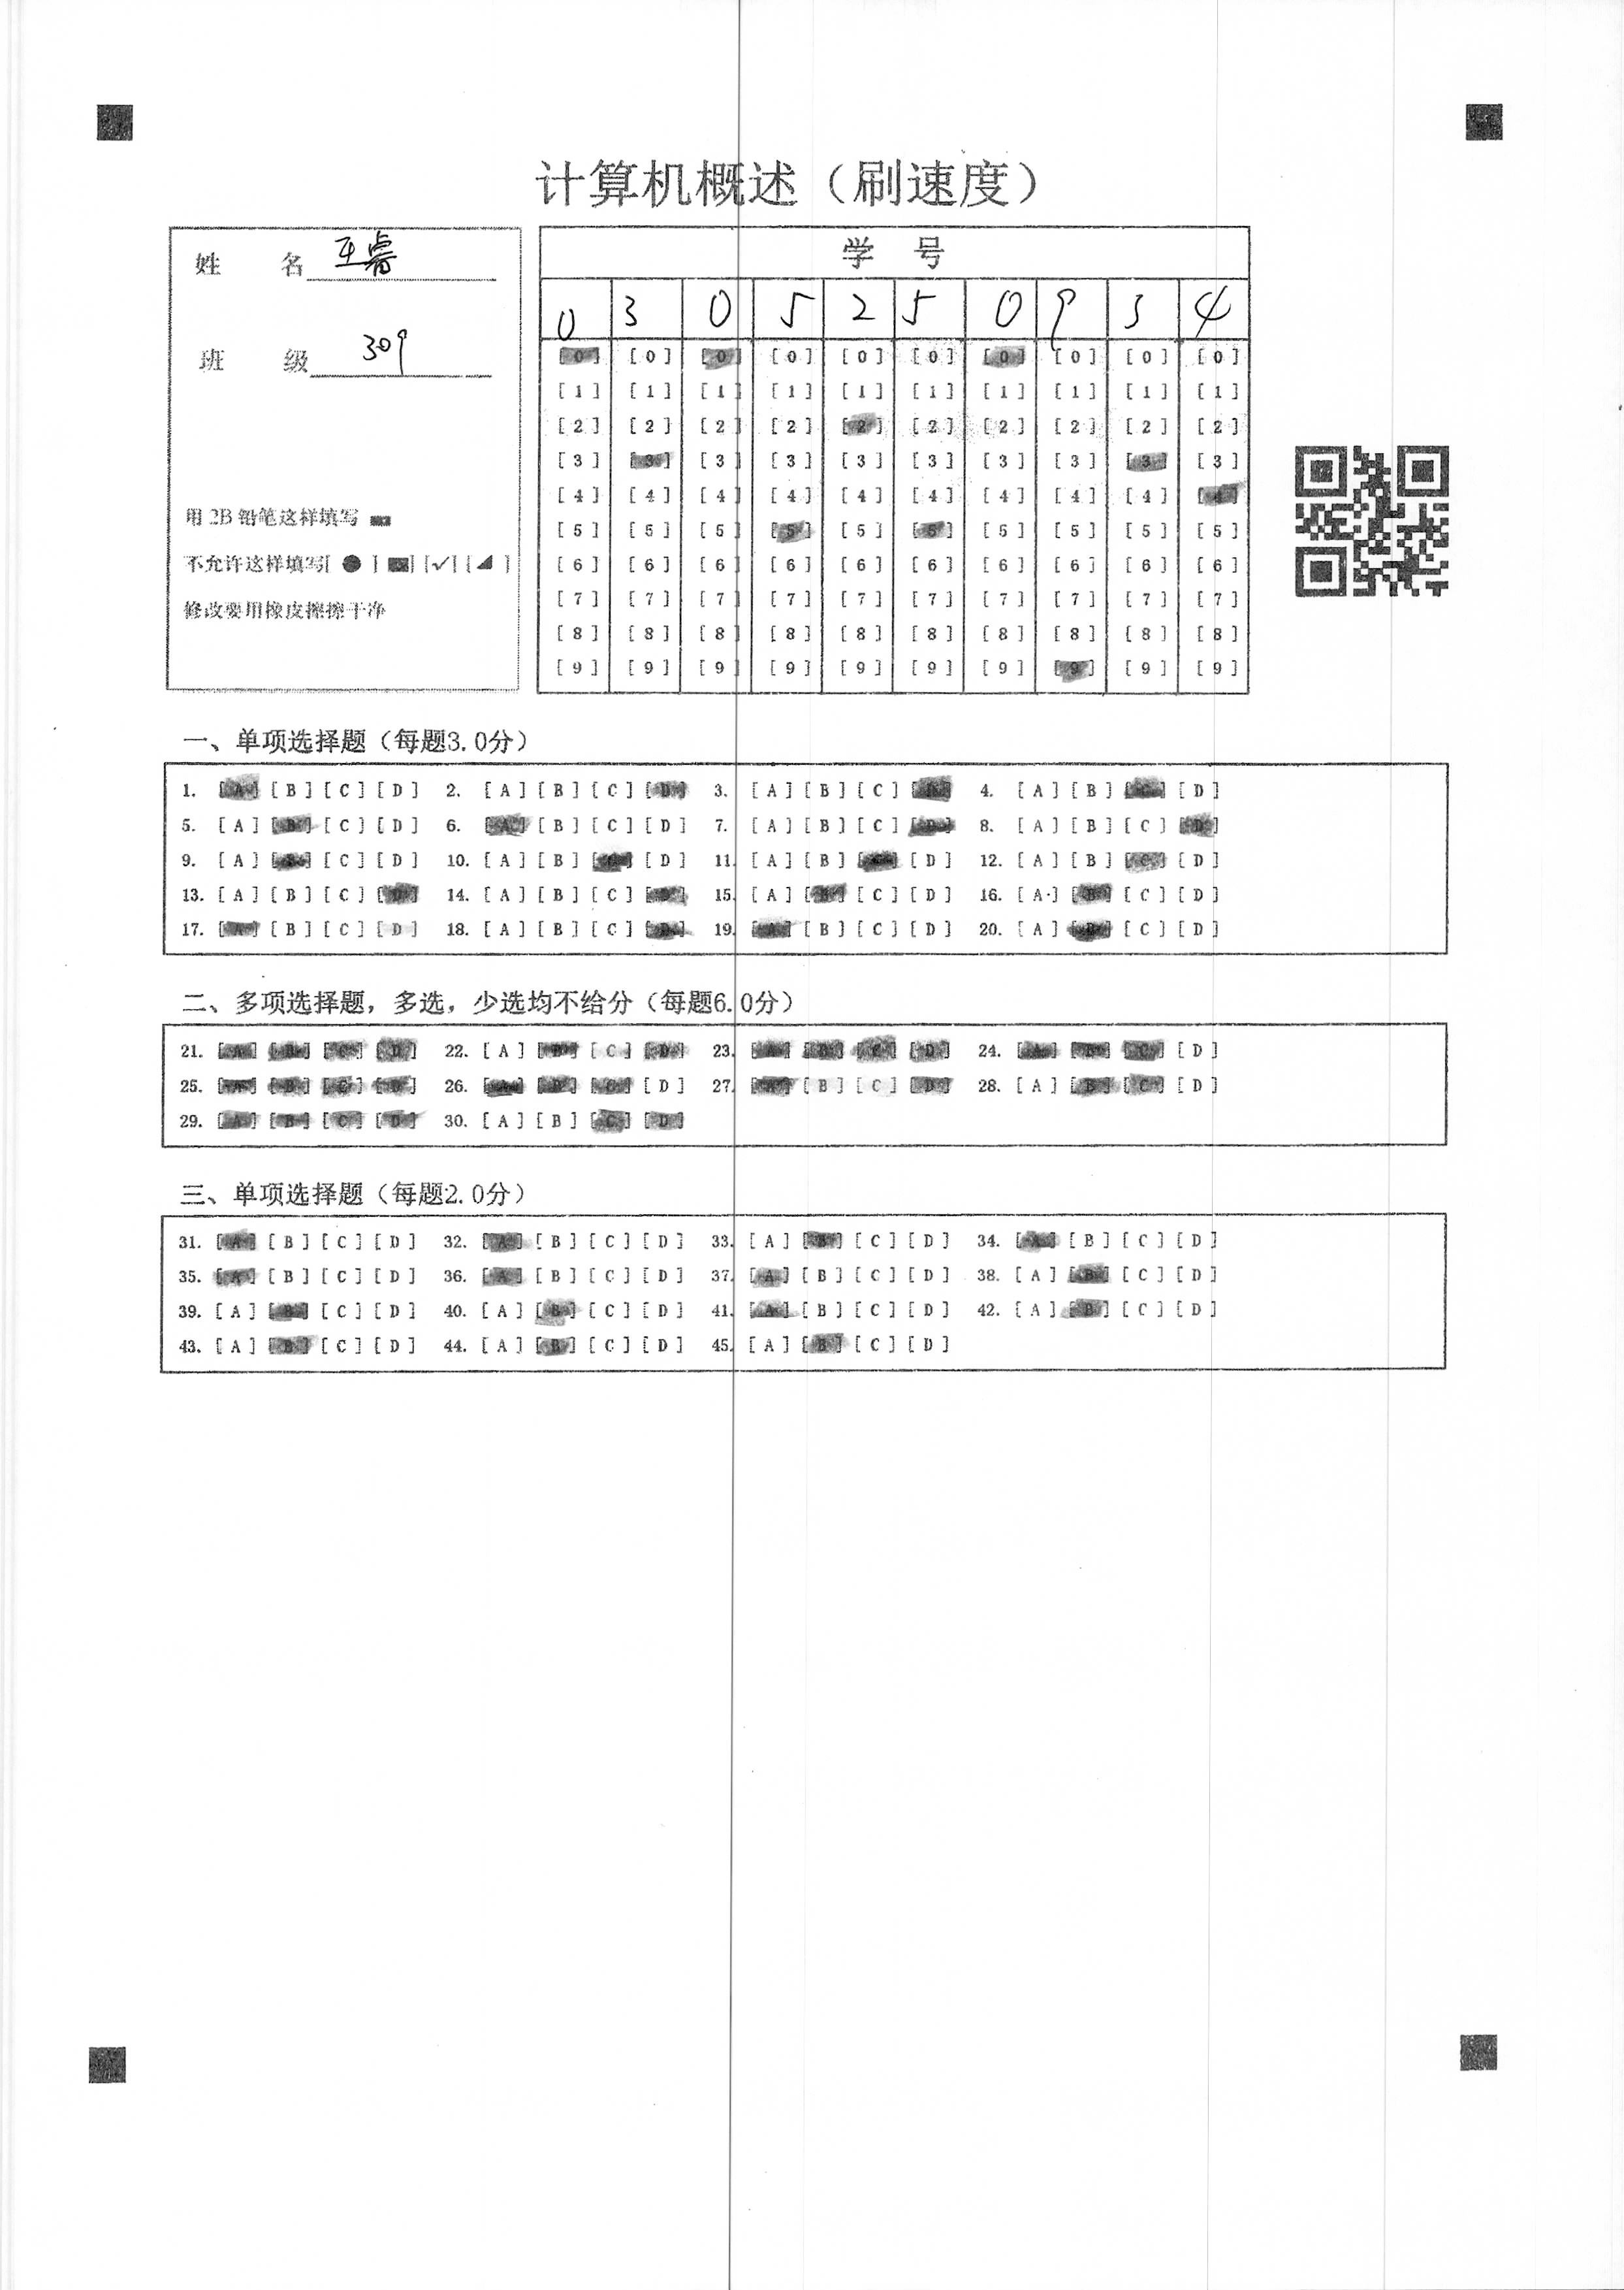 计算机概述（刷速度）
姓 名 王睿
班 级 309
用 2B 铅笔这样填写
不允许这样填写[ ● ] [√] [ ]
修改要用橡皮擦擦干净
学 号
0 3 0 5 2 5 0 9 3 4
[0] [0] [0] [0] [0] [0] [0] [0] [0] [0]
[1] [1] [1] [1] [1] [1] [1] [1] [1] [1]
[2] [2] [2] [2] [2] [2] [2] [2] [2] [2]
[3] [3] [3] [3] [3] [3] [3] [3] [3] [3]
[4] [4] [4] [4] [4] [4] [4] [4] [4] [4]
[5] [5] [5] [5] [5] [5] [5] [5] [5] [5]
[6] [6] [6] [6] [6] [6] [6] [6] [6] [6]
[7] [7] [7] [7] [7] [7] [7] [7] [7] [7]
[8] [8] [8] [8] [8] [8] [8] [8] [8] [8]
[9] [9] [9] [9] [9] [9] [9] [9] [9] [9]
一、单项选择题（每题3.0分）
1. [A] [B] [C] [D] 2. [A] [B] [C] [D] 3. [A] [B] [C] [D] 4. [A] [B] [C] [D]
5. [A] [B] [C] [D] 6. [A] [B] [C] [D] 7. [A] [B] [C] [D] 8. [A] [B] [C] [D]
9. [A] [B] [C] [D] 10. [A] [B] [C] [D] 11. [A] [B] [C] [D] 12. [A] [B] [C] [D]
13. [A] [B] [C] [D] 14. [A] [B] [C] [D] 15. [A] [B] [C] [D] 16. [A] [B] [C] [D]
17. [A] [B] [C] [D] 18. [A] [B] [C] [D] 19. [A] [B] [C] [D] 20. [A] [B] [C] [D]
二、多项选择题，多选，少选均不给分（每题6.0分）
21. [A] [B] [C] [D] 22. [A] [B] [C] [D] 23. [A] [B] [C] [D] 24. [A] [B] [C] [D]
25. [A] [B] [C] [D] 26. [A] [B] [C] [D] 27. [A] [B] [C] [D] 28. [A] [B] [C] [D]
29. [A] [B] [C] [D] 30. [A] [B] [C] [D]
三、单项选择题（每题2.0分）
31. [A] [B] [C] [D] 32. [A] [B] [C] [D] 33. [A] [B] [C] [D] 34. [A] [B] [C] [D]
35. [A] [B] [C] [D] 36. [A] [B] [C] [D] 37. [A] [B] [C] [D] 38. [A] [B] [C] [D]
39. [A] [B] [C] [D] 40. [A] [B] [C] [D] 41. [A] [B] [C] [D] 42. [A] [B] [C] [D]
43. [A] [B] [C] [D] 44. [A] [B] [C] [D] 45. [A] [B] [C] [D]